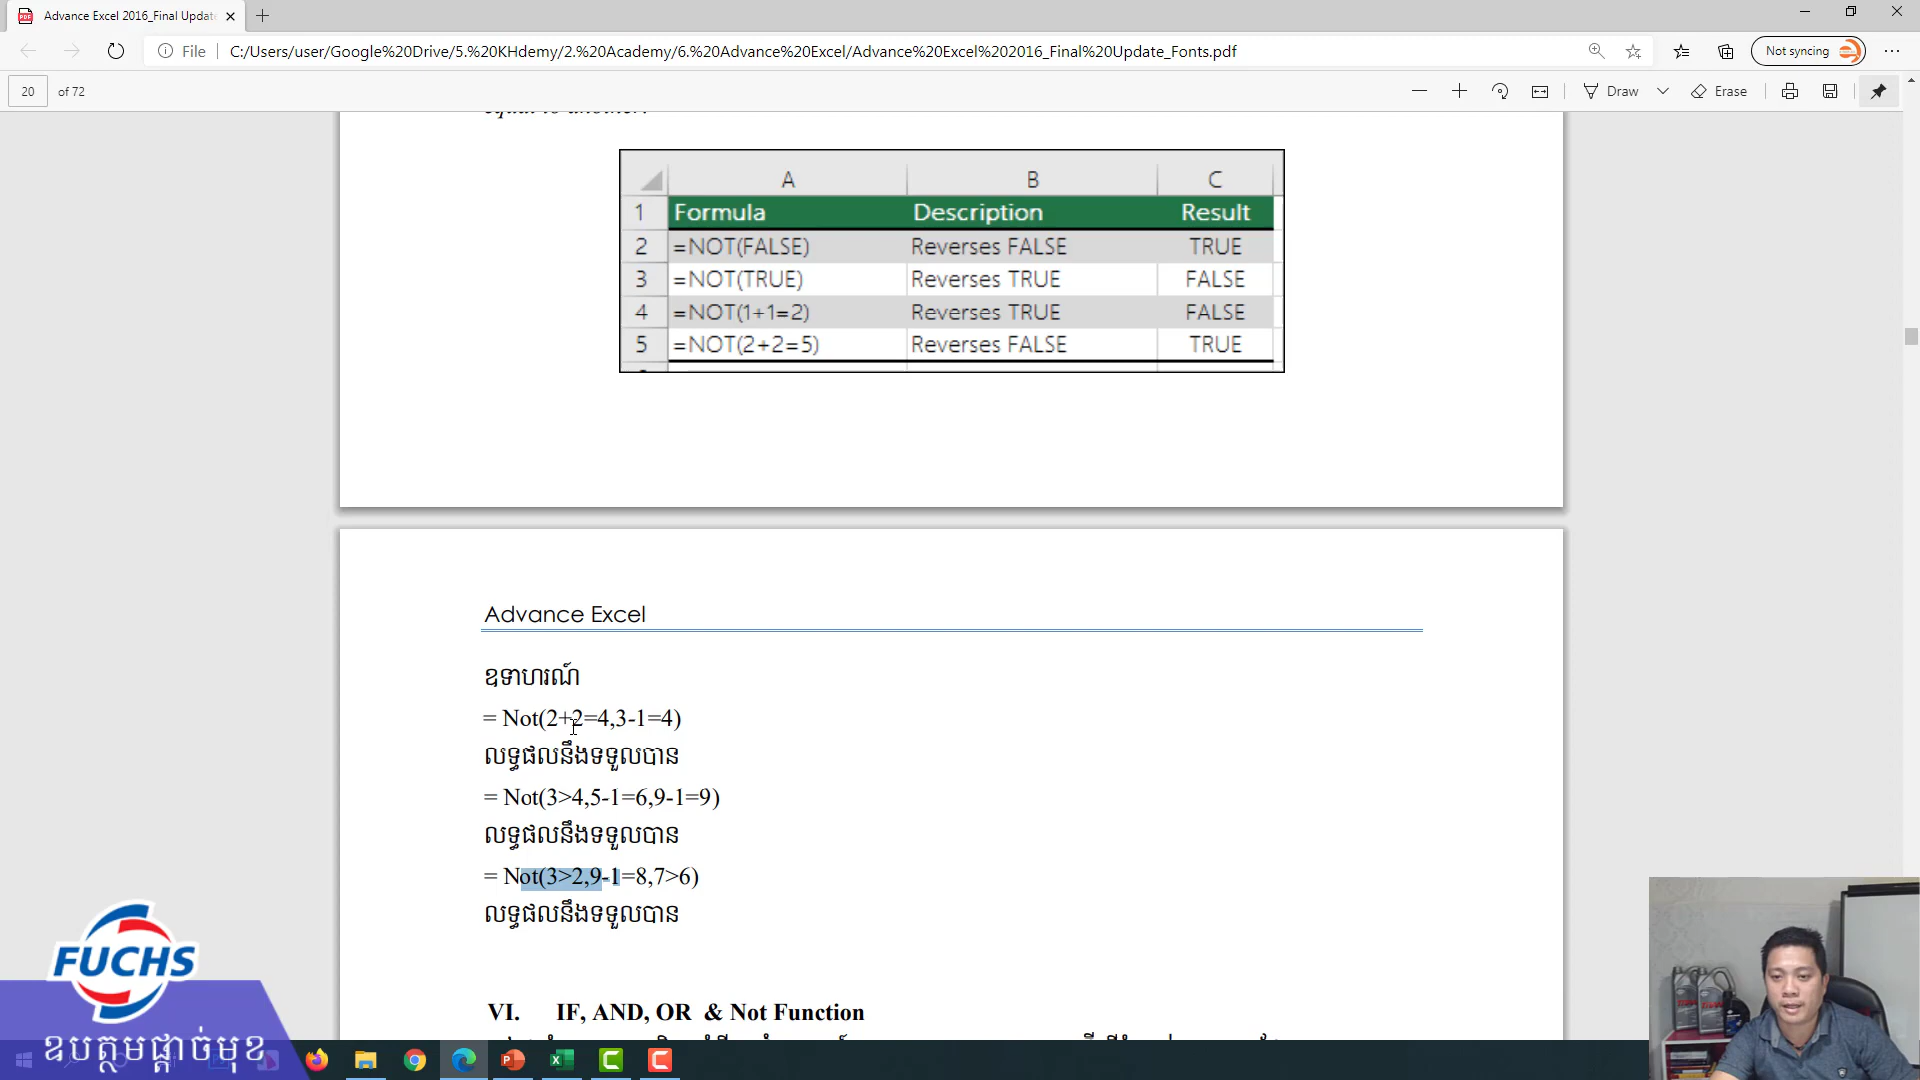 Advance Excel 2016_Final Updat
File
C:/Users/user/Google%20Drive/5.%20KHdemy/2.%20Academy/6.%20Advance%20Excel/Advance%20Excel%202016_Final%20Update_Fonts.pdf
Not syncing
20 of 72
Draw
Erase
equal to another.
A B C
1 Formula Description Result
2 =NOT(FALSE) Reverses FALSE TRUE
3 =NOT(TRUE) Reverses TRUE FALSE
4 =NOT(1+1=2) Reverses TRUE FALSE
5 =NOT(2+2=5) Reverses FALSE TRUE
Advance Excel
ឧទាហរណ៍
= Not(2+2=4,3-1=4)
លទ្ធផលនឹងទទួលបាន
= Not(3>4,5-1=6,9-1=9)
លទ្ធផលនឹងទទួលបាន
= Not(3>2,9-1=8,7>6)
លទ្ធផលនឹងទទួលបាន
VI. IF, AND, OR & Not Function
FUCHS
ឧបត្ថមផ្តាច់មុខ